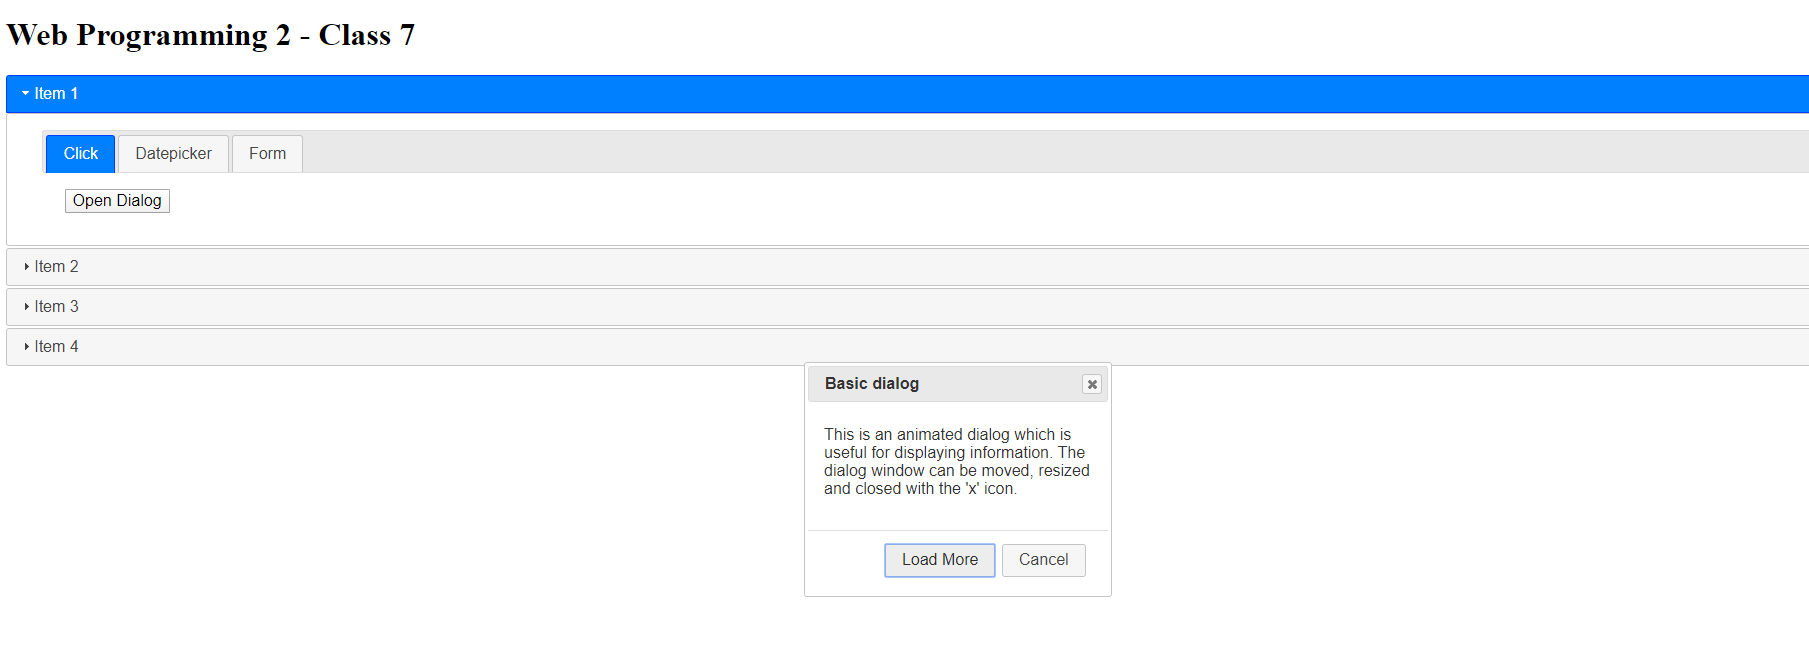 Web Programming 2 - Class 7
Item 1
Click Datepicker Form
Open Dialog
Item 2
Item 3
Item 4
Basic dialog
This is an animated dialog which is
useful for displaying information. The
dialog window can be moved, resized
and closed with the 'x' icon.
Load More Cancel